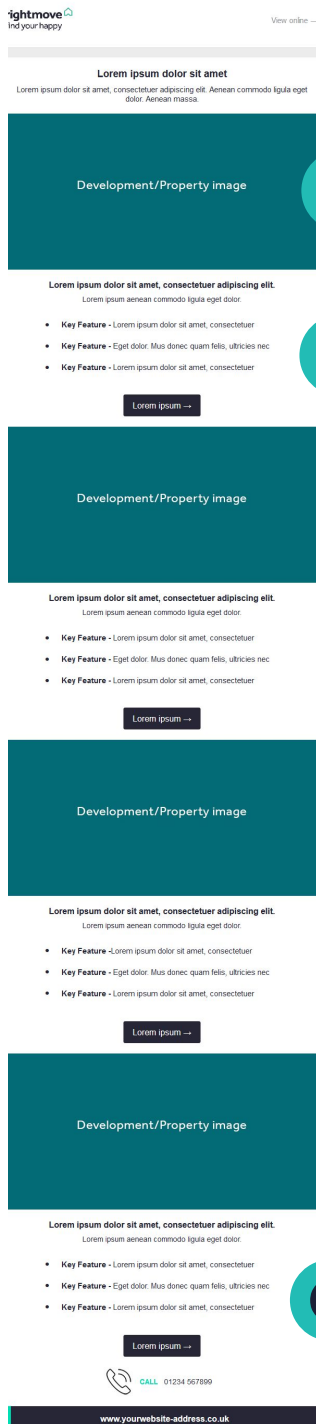 rightmove
find your happy
View online
Lorem ipsum dolor sit amet
Lorem ipsum dolor sit amet, consectetuer adipiscing elit. Aenean commodo ligula eget
dolor. Aenean massa.
Development/Property image
Lorem ipsum dolor sit amet, consectetuer adipiscing elit.
Lorem ipsum aenean commodo ligula eget dolor.
• Key Feature - Lorem ipsum dolor sit amet, consectetuer
• Key Feature - Eget dolor. Mus donec quam felis, ultricies nec
• Key Feature - Lorem ipsum dolor sit amet, consectetuer
Lorem ipsum →
Development/Property image
Lorem ipsum dolor sit amet, consectetuer adipiscing elit.
Lorem ipsum aenean commodo ligula eget dolor.
• Key Feature - Lorem ipsum dolor sit amet, consectetuer
• Key Feature - Eget dolor. Mus donec quam felis, ultricies nec
• Key Feature - Lorem ipsum dolor sit amet, consectetuer
Lorem ipsum →
Development/Property image
Lorem ipsum dolor sit amet, consectetuer adipiscing elit.
Lorem ipsum aenean commodo ligula eget dolor.
• Key Feature -Lorem ipsum dolor sit amet, consectetuer
• Key Feature - Eget dolor. Mus donec quam felis, ultricies nec
• Key Feature - Lorem ipsum dolor sit amet, consectetuer
Lorem ipsum →
Development/Property image
Lorem ipsum dolor sit amet, consectetuer adipiscing elit.
Lorem ipsum aenean commodo ligula eget dolor.
• Key Feature - Lorem ipsum dolor sit amet, consectetuer
• Key Feature - Eget dolor. Mus donec quam felis, ultricies nec
• Key Feature - Lorem ipsum dolor sit amet, consectetuer
Lorem ipsum →
CALL 01234 567899
www.yourwebsite-address.co.uk